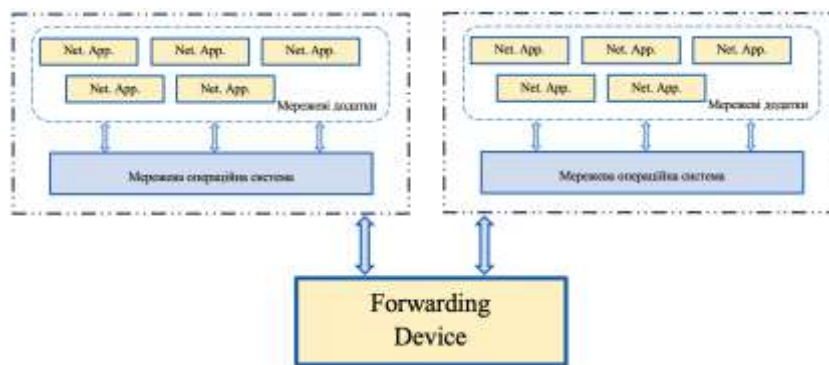 Net. App.
Net. App.
Net. App.
Net. App.
Net. App.
Мережеві додатки
Мережева операційна система
Net. App.
Net. App.
Net. App.
Net. App.
Net. App.
Мережеві додатки
Мережева операційна система
Forwarding
Device